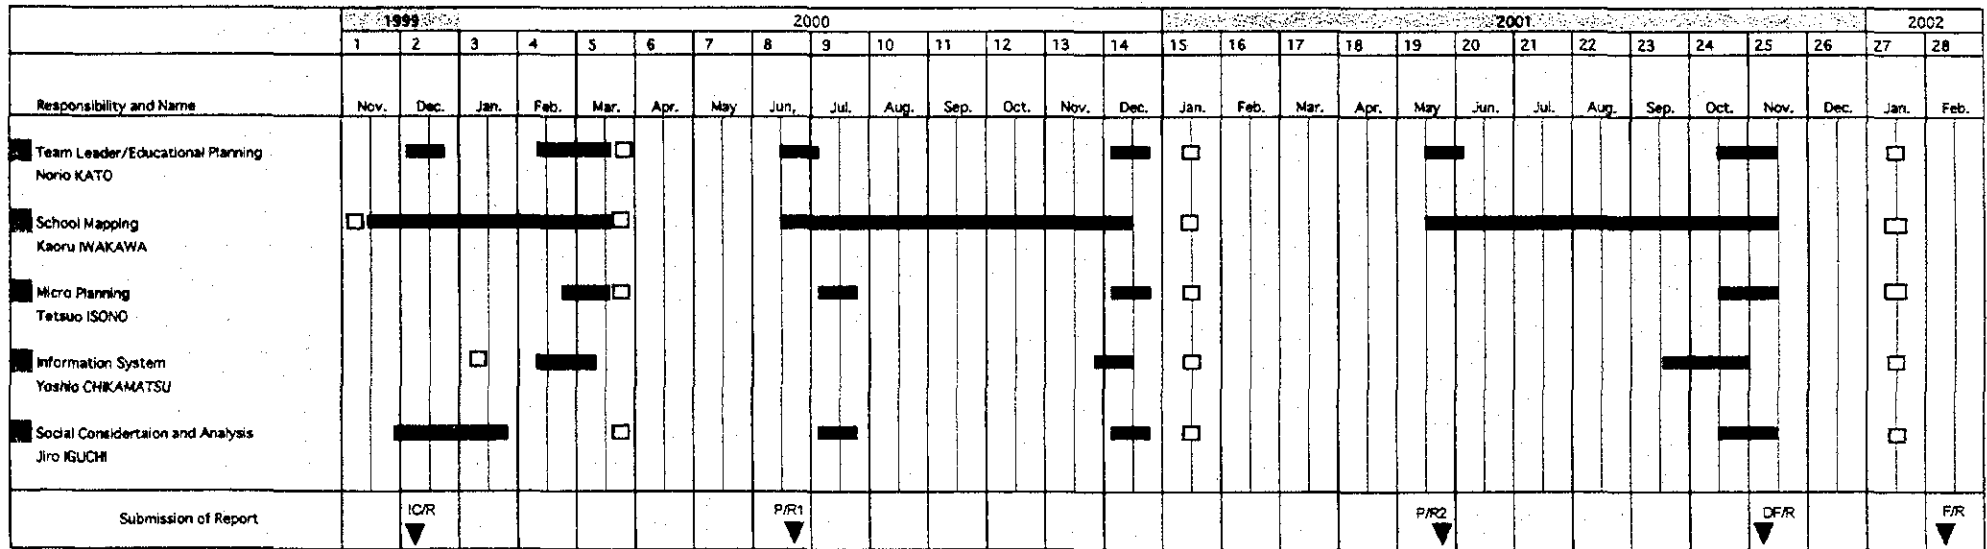 1999 2000 2001 2002
1 2 3 4 5 6 7 8 9 10 11 12 13 14 15 16 17 18 19 20 21 22 23 24 25 26 27 28
Responsibility and Name Nov. Dec. Jan. Feb. Mar. Apr. May Jun. Jul. Aug. Sep. Oct. Nov. Dec. Jan. Feb. Mar. Apr. May Jun. Jul. Aug. Sep. Oct. Nov. Dec. Jan. Feb.
Team Leader/Educational Planning
Norio KATO
School Mapping
Kaoru IWAKAWA
Micro Planning
Tetsuo ISONO
Information System
Yoshio CHIKAMATSU
Social Considertaion and Analysis
Jiro IGUCHI
IC/R P/R1 P/R2 DF/R F/R
Submission of Report